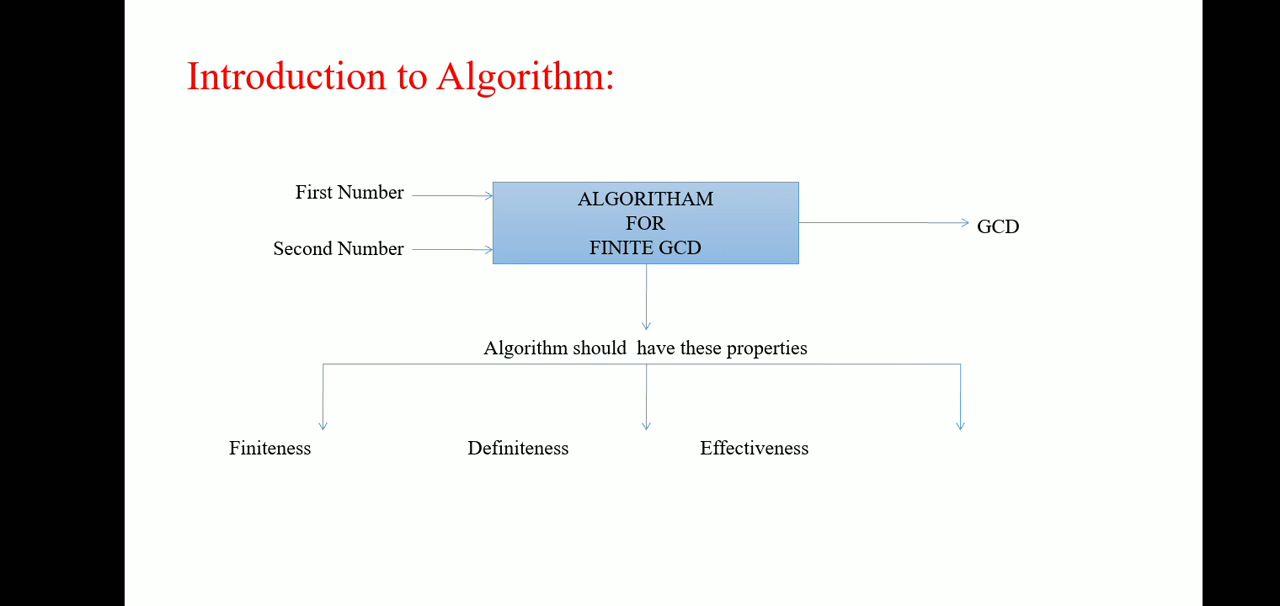 Introduction to Algorithm:
First Number
Second Number
ALGORITHAM
FOR
FINITE GCD
GCD
Algorithm should  have these properties
Finiteness
Definiteness
Effectiveness